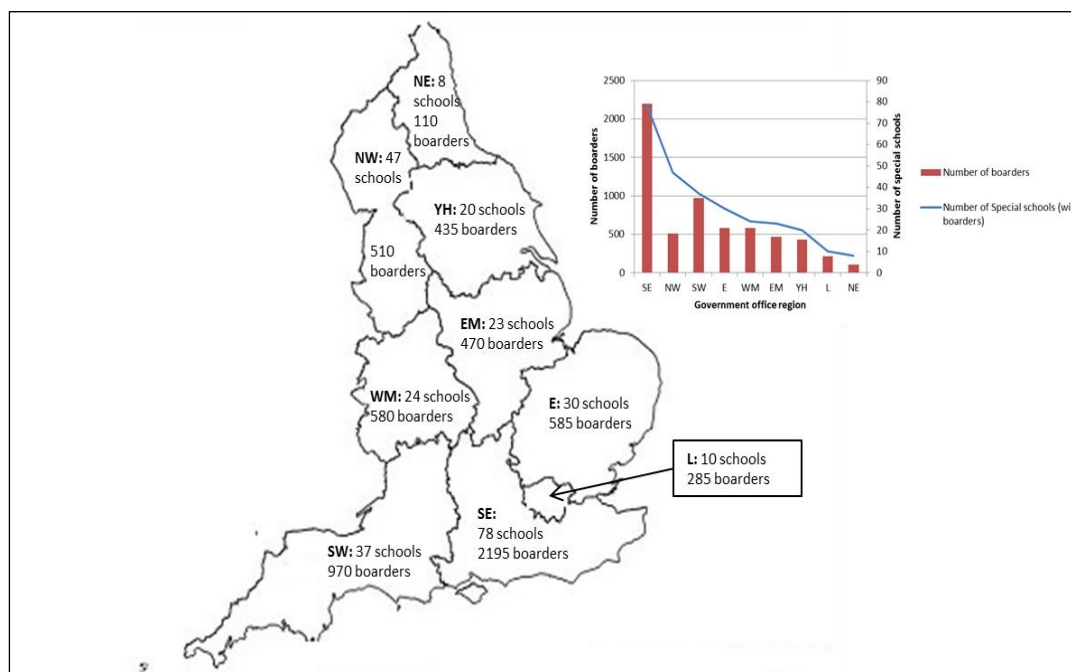 NE: 8
schools
110
boarders
NW: 47
schools
YH: 20 schools
435 boarders
510
boarders
EM: 23 schools
470 boarders
WM: 24 schools
580 boarders
E: 30 schools
585 boarders
L: 10 schools
285 boarders
SE:
78 schools
2195 boarders
SW: 37 schools
970 boarders
Number of boarders
2500
2000
1500
1000
500
0
90
80
70
60
50
40
30
20
10
0
Number of special schools
SE NW SW E WM EM YH L NE
Government office region
Number of boarders
Number of Special schools (wi
boarders)